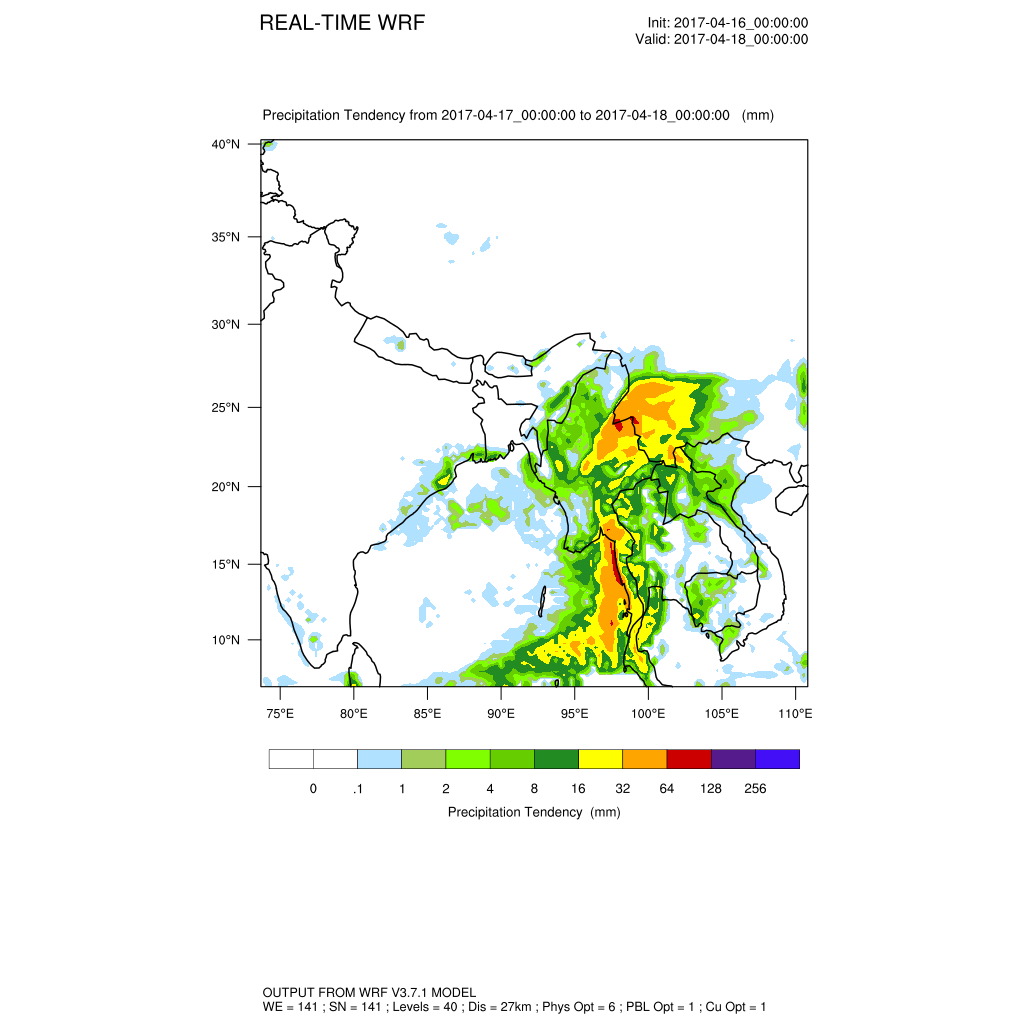 REAL-TIME WRF
Init: 2017-04-16_00:00:00
Valid: 2017-04-18_00:00:00
Precipitation Tendency from 2017-04-17_00:00:00 to 2017-04-18_00:00:00 (mm)
40°N
35°N
30°N
25°N
20°N
15°N
10°N
75°E 80°E 85°E 90°E 95°E 100°E 105°E 110°E
0 .1 1 2 4 8 16 32 64 128 256
Precipitation Tendency (mm)
OUTPUT FROM WRF V3.7.1 MODEL
WE = 141 ; SN = 141 ; Levels = 40 ; Dis = 27km ; Phys Opt = 6 ; PBL Opt = 1 ; Cu Opt = 1